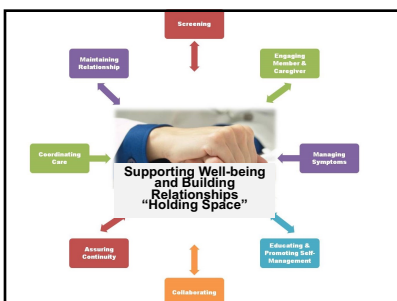 Screening
Maintaining
Relationship
Engaging
Member &
Caregiver
Coordinating
Care
Supporting Well-being
and Building
Relationships
“Holding Space”
Managing
Symptoms
Assuring
Continuity
Educating &
Promoting Self-
Management
Collaborating